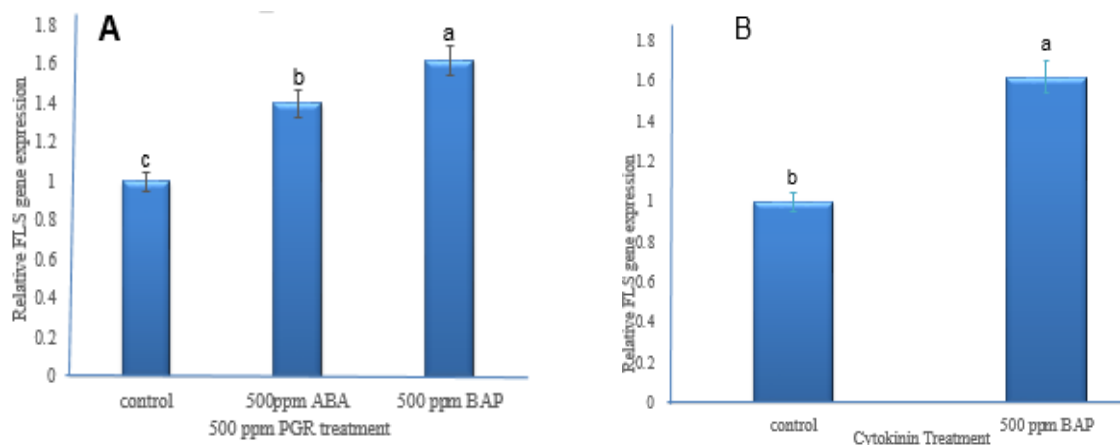 A
Relative FLS gene expression
1.8
1.6
1.4
1.2
1
0.8
0.6
0.4
0.2
0
c
b
a
control 500ppm ABA 500 ppm BAP
500 ppm PGR treatment
B
Relative FLS gene expression
1.8
1.6
1.4
1.2
1
0.8
0.6
0.4
0.2
0
b
a
control 500 ppm BAP
Cytokinin Treatment